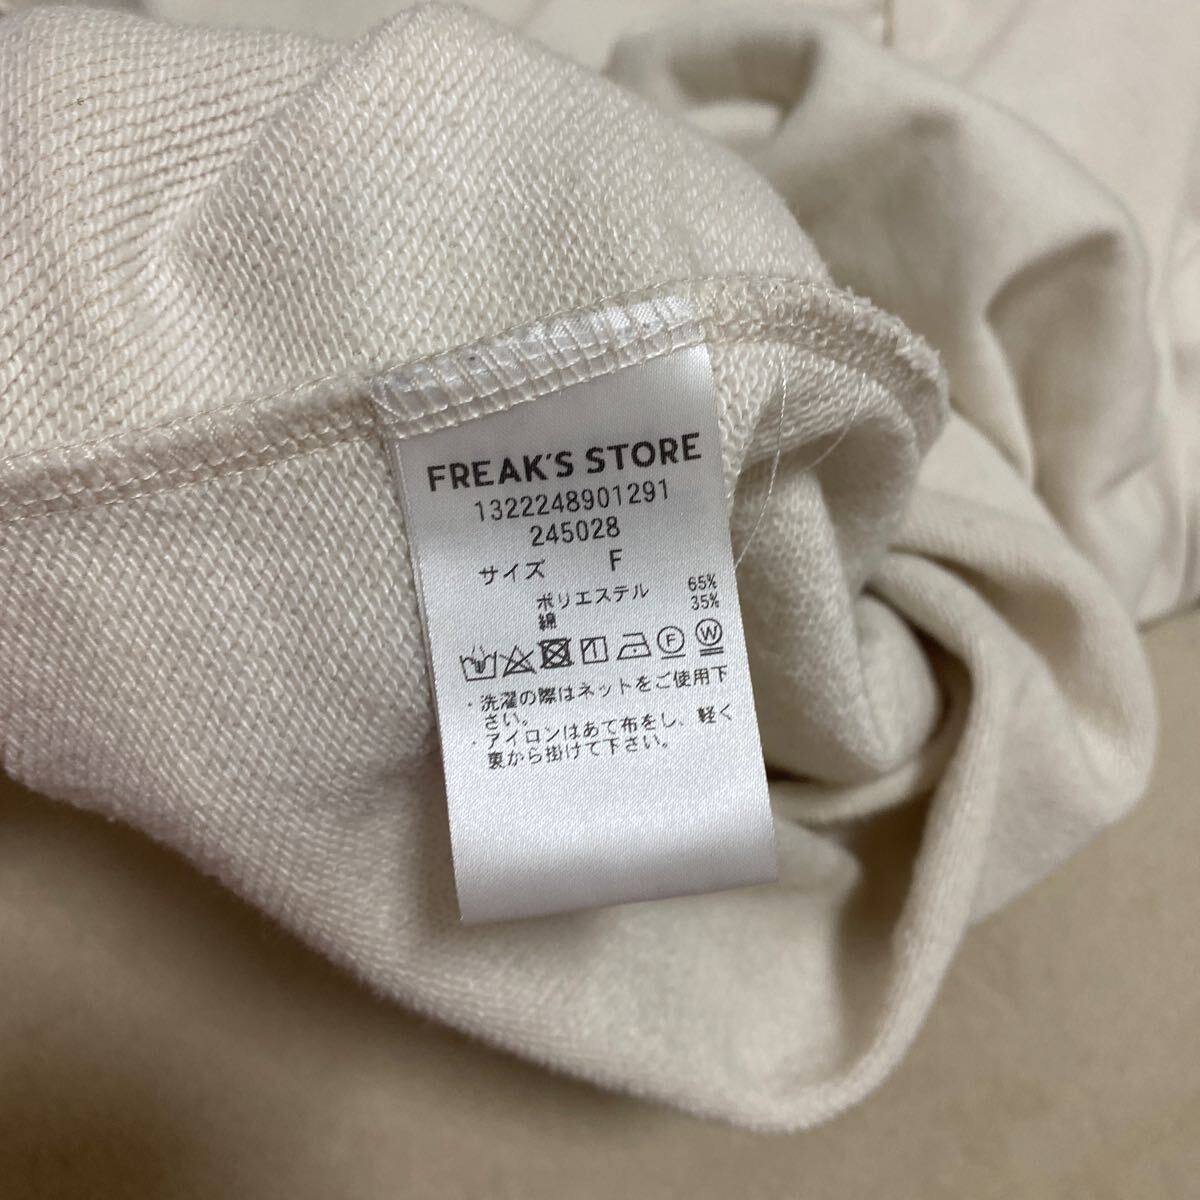 FREAK'S STORE
1322248901291
245028
サイズ F
ポリエステル 65%
綿 35%
F W
・洗濯の際はネットをご使用下
さい。
・アイロンはあて布をし、軽く
裏から掛けて下さい。